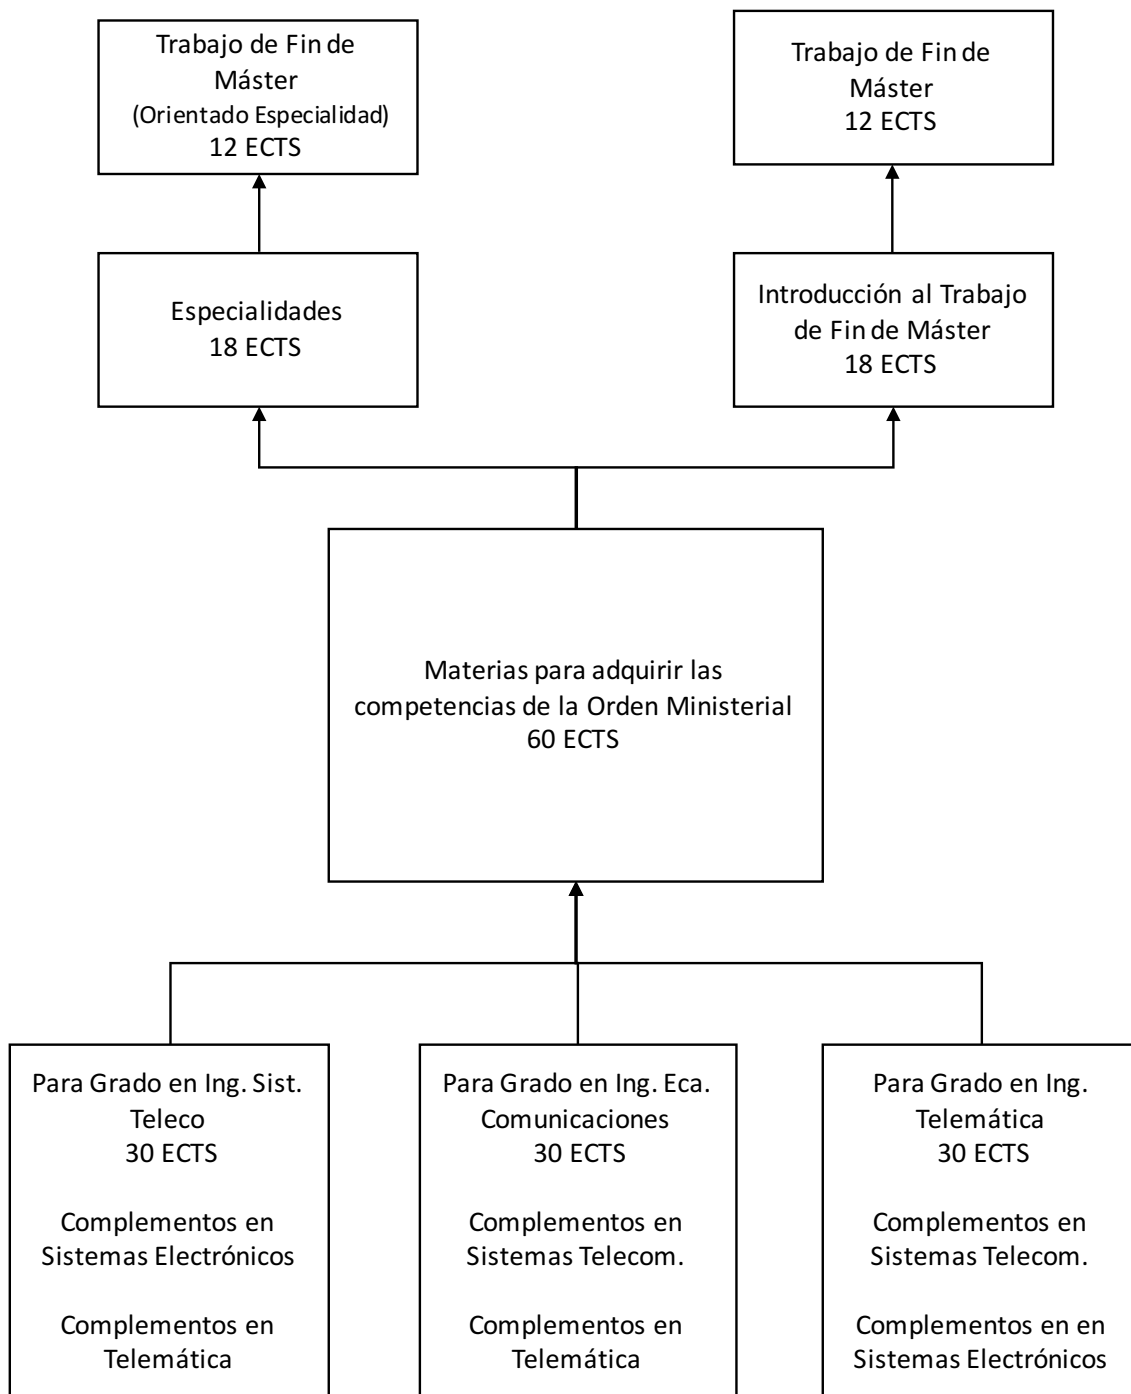 Trabajo de Fin de
Máster
(Orientado Especialidad)
12 ECTS
Trabajo de Fin de
Máster
12 ECTS
Especialidades
18 ECTS
Introducción al Trabajo
de Fin de Máster
18 ECTS
Materias para adquirir las
competencias de la Orden Ministerial
60 ECTS
Para Grado en Ing. Sist.
Teleco
30 ECTS
Complementos en
Sistemas Electrónicos
Complementos en
Telemática
Para Grado en Ing. Eca.
Comunicaciones
30 ECTS
Complementos en
Sistemas Telecom.
Complementos en
Telemática
Para Grado en Ing.
Telemática
30 ECTS
Complementos en
Sistemas Telecom.
Complementos en en
Sistemas Electrónicos